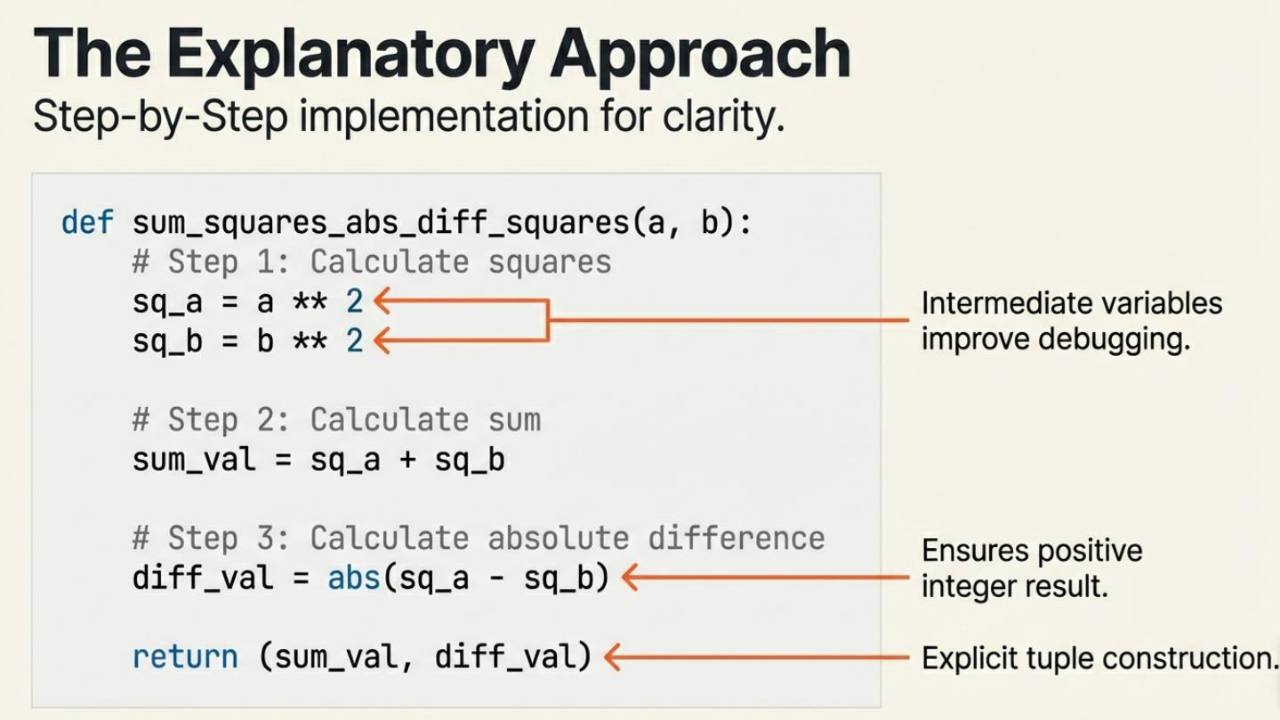 The Explanatory Approach
Step-by-Step implementation for clarity.
def sum_squares_abs_diff_squares(a, b):
    # Step 1: Calculate squares
    sq_a = a ** 2
    sq_b = b ** 2
Intermediate variables
improve debugging.
    # Step 2: Calculate sum
    sum_val = sq_a + sq_b
    # Step 3: Calculate absolute difference
    diff_val = abs(sq_a - sq_b)
Ensures positive
integer result.
    return (sum_val, diff_val)
Explicit tuple construction.